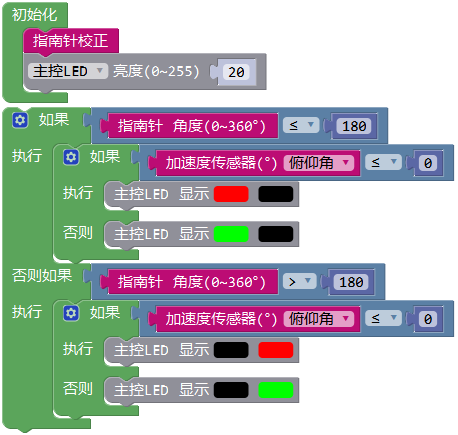 初始化
指南针校正
主控LED 亮度(0~255) 20
如果 指南针 角度(0~360°) ≤ 180
执行 如果 加速度传感器(°) 俯仰角 ≤ 0
执行 主控LED 显示
否则 主控LED 显示
否则如果 指南针 角度(0~360°) > 180
执行 如果 加速度传感器(°) 俯仰角 ≤ 0
执行 主控LED 显示
否则 主控LED 显示